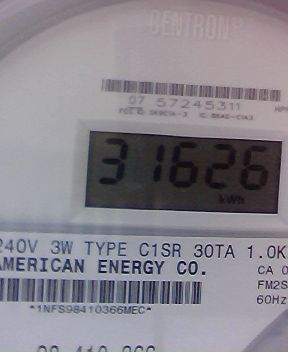 CENTRON
07 57245311
31626
kWh
240V 3W TYPE C1SR 30TA 1.0K
AMERICAN ENERGY CO.
CA 0
FM2S
60Hz
*1NFS98410366MEC*